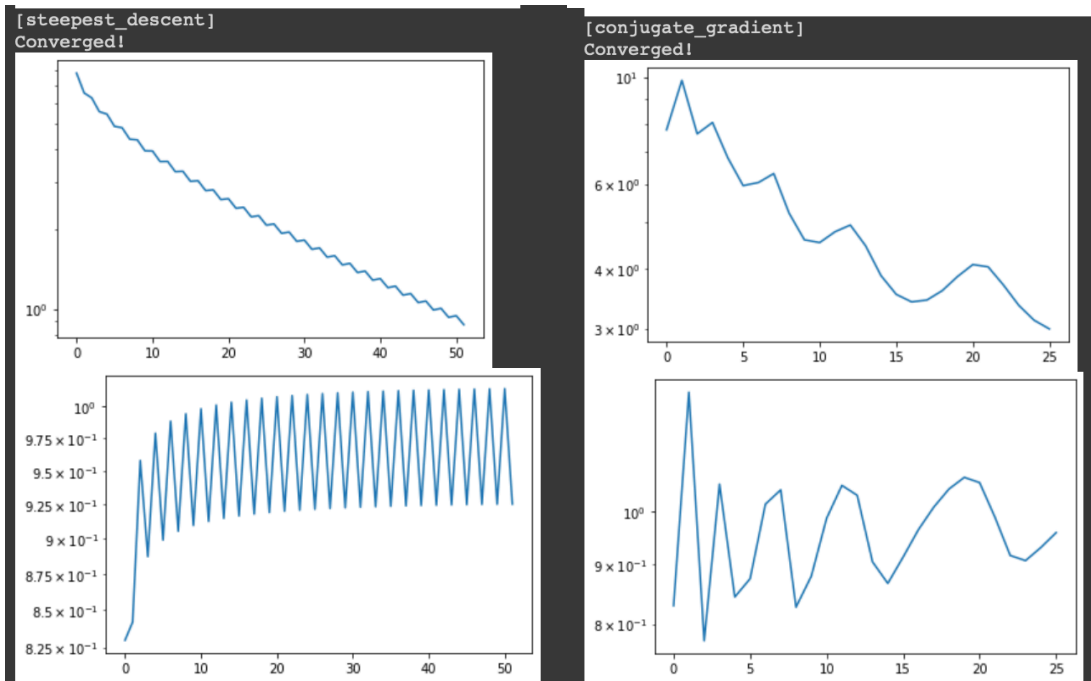 [steepest_descent]
Converged!
10⁰
0 10 20 30 40 50
10⁰
9.75 × 10⁻¹
9.5 × 10⁻¹
9.25 × 10⁻¹
9 × 10⁻¹
8.75 × 10⁻¹
8.5 × 10⁻¹
8.25 × 10⁻¹
0 10 20 30 40 50
[conjugate_gradient]
Converged!
10¹
6 × 10⁰
4 × 10⁰
3 × 10⁰
0 5 10 15 20 25
10⁰
9 × 10⁻¹
8 × 10⁻¹
0 5 10 15 20 25